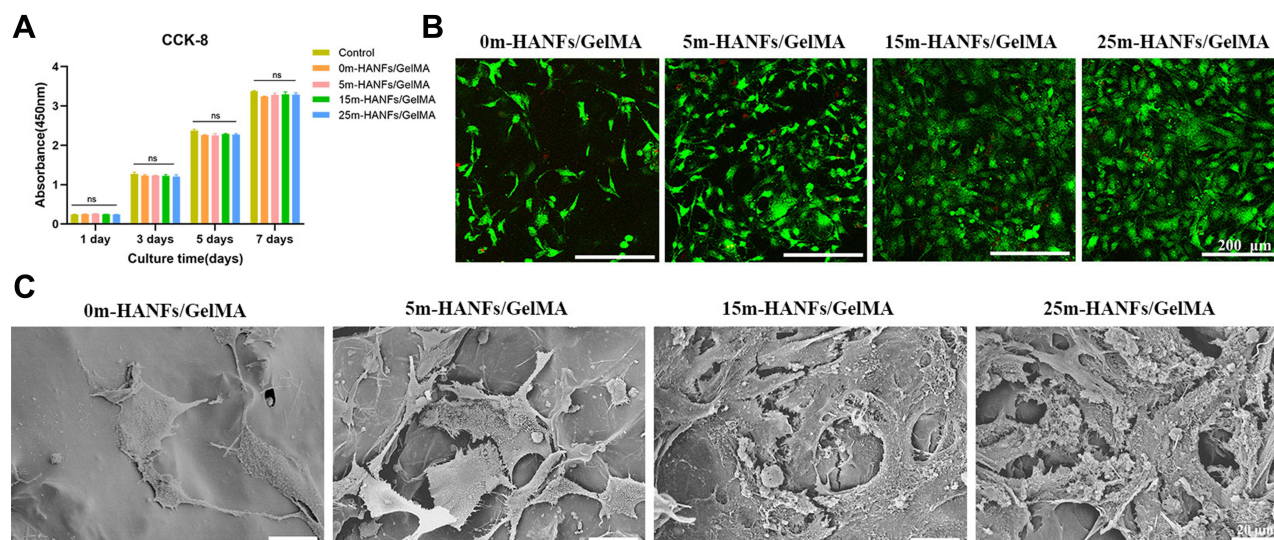 A
CCK-8
Absorbance(450nm)
4
3
2
1
0
ns
ns
ns
ns
1 day
3 days
5 days
7 days
Culture time(days)
Control
0m-HANFs/GelMA
5m-HANFs/GelMA
15m-HANFs/GelMA
25m-HANFs/GelMA
B
0m-HANFs/GelMA
5m-HANFs/GelMA
15m-HANFs/GelMA
25m-HANFs/GelMA
200 μm
C
0m-HANFs/GelMA
5m-HANFs/GelMA
15m-HANFs/GelMA
25m-HANFs/GelMA
20 μm